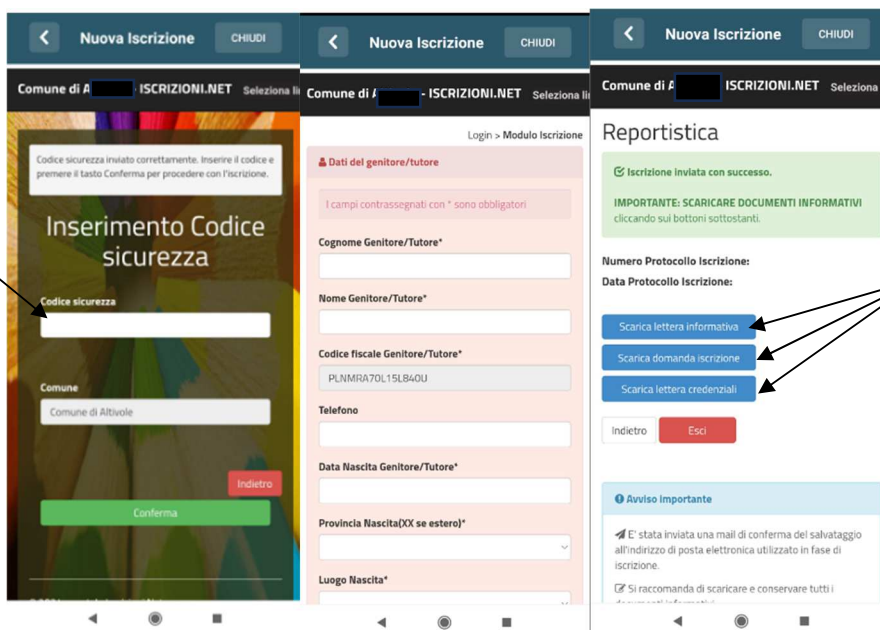 Nuova Iscrizione CHIUDI
Comune di A ISCRIZIONI.NET Seleziona li
Codice sicurezza inviato correttamente. Inserire il codice e
premere il tasto Conferma per procedere con l'iscrizione.
Inserimento Codice
sicurezza
Codice sicurezza
Comune
Comune di Altivole
Indietro
Conferma
Nuova Iscrizione CHIUDI
Comune di A - ISCRIZIONI.NET Seleziona li
Login > Modulo Iscrizione
Dati del genitore/tutore
I campi contrassegnati con * sono obbligatori
Cognome Genitore/Tutore*
Nome Genitore/Tutore*
Codice fiscale Genitore/Tutore*
PLNMRA70L15L840U
Telefono
Data Nascita Genitore/Tutore*
Provincia Nascita(XX se estero)*
Luogo Nascita*
Nuova Iscrizione CHIUDI
Comune di A ISCRIZIONI.NET Seleziona
Reportistica
Iscrizione inviata con successo.
IMPORTANTE: SCARICARE DOCUMENTI INFORMATIVI
cliccando sui bottoni sottostanti.
Numero Protocollo Iscrizione:
Data Protocollo Iscrizione:
Scarica lettera informativa
Scarica domanda iscrizione
Scarica lettera credenziali
Indietro Esci
Avviso importante
E' stata inviata una mail di conferma del salvataggio
all'indirizzo di posta elettronica utilizzato in fase di
iscrizione.
Si raccomanda di scaricare e conservare tutti i